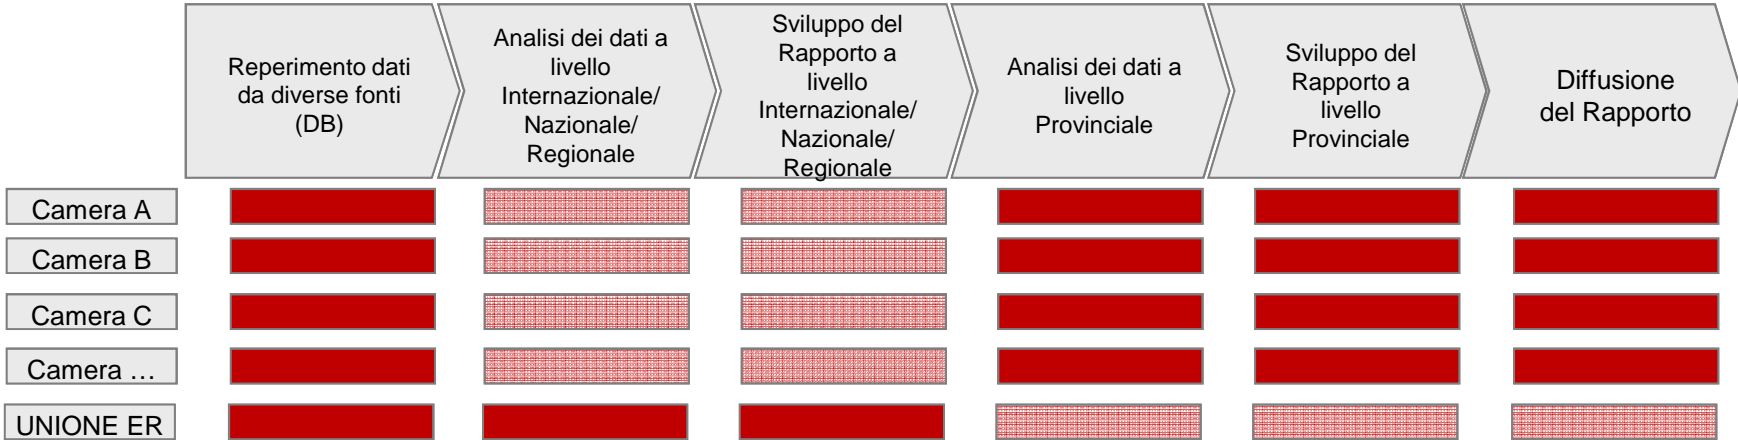 Reperimento dati
da diverse fonti
(DB)
Analisi dei dati a
livello
Internazionale/
Nazionale/
Regionale
Sviluppo del
Rapporto a
livello
Internazionale/
Nazionale/
Regionale
Analisi dei dati a
livello
Provinciale
Sviluppo del
Rapporto a
livello
Provinciale
Diffusione
del Rapporto
Camera A
Camera B
Camera C
Camera …
UNIONE ER